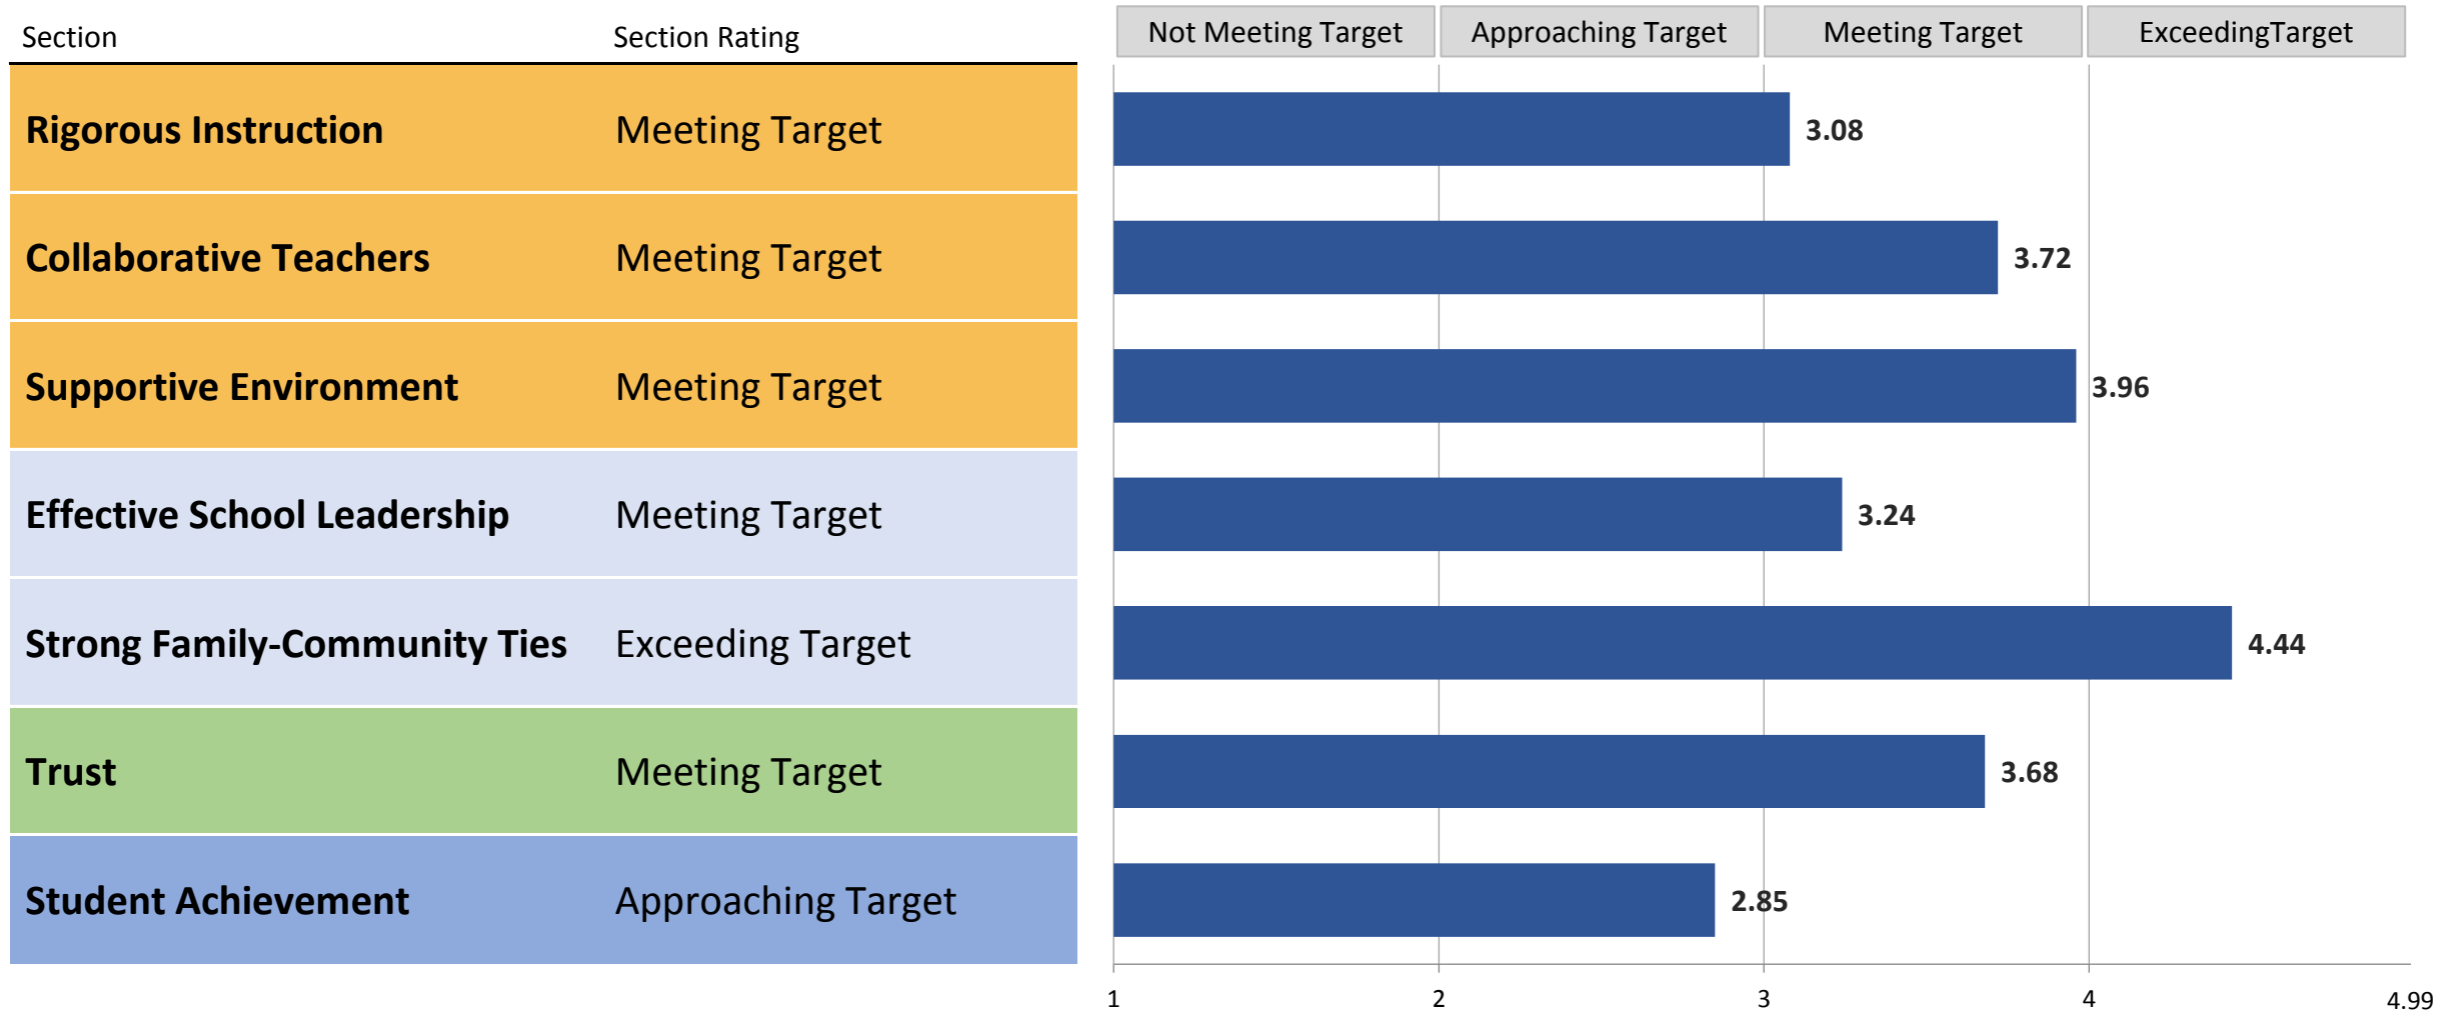 Section Section Rating Not Meeting Target Approaching Target Meeting Target ExceedingTarget
Rigorous Instruction Meeting Target 3.08
Collaborative Teachers Meeting Target 3.72
Supportive Environment Meeting Target 3.96
Effective School Leadership Meeting Target 3.24
Strong Family-Community Ties Exceeding Target 4.44
Trust Meeting Target 3.68
Student Achievement Approaching Target 2.85
1 2 3 4 4.99